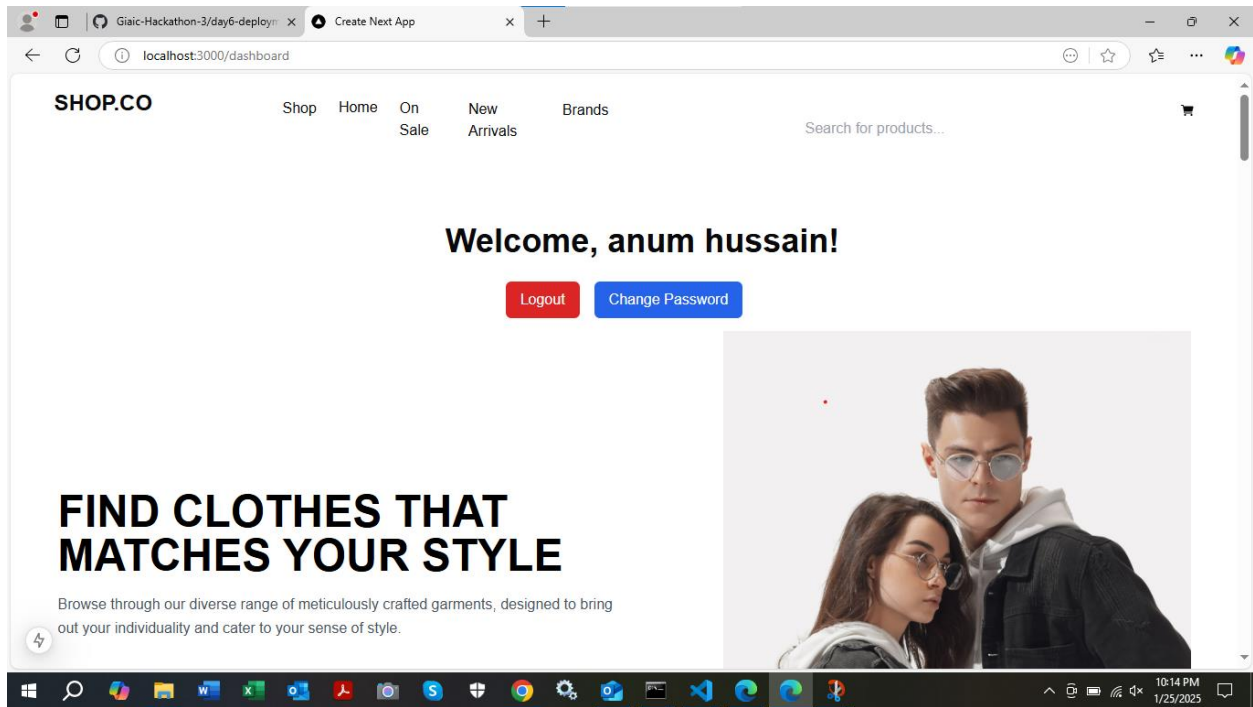 Giaic-Hackathon-3/day6-deploym
Create Next App
localhost:3000/dashboard
SHOP.CO
Shop
Home
On
Sale
New
Arrivals
Brands
Search for products...
Welcome, anum hussain!
Logout
Change Password
FIND CLOTHES THAT
MATCHES YOUR STYLE
Browse through our diverse range of meticulously crafted garments, designed to bring
out your individuality and cater to your sense of style.
10:14 PM
1/25/2025